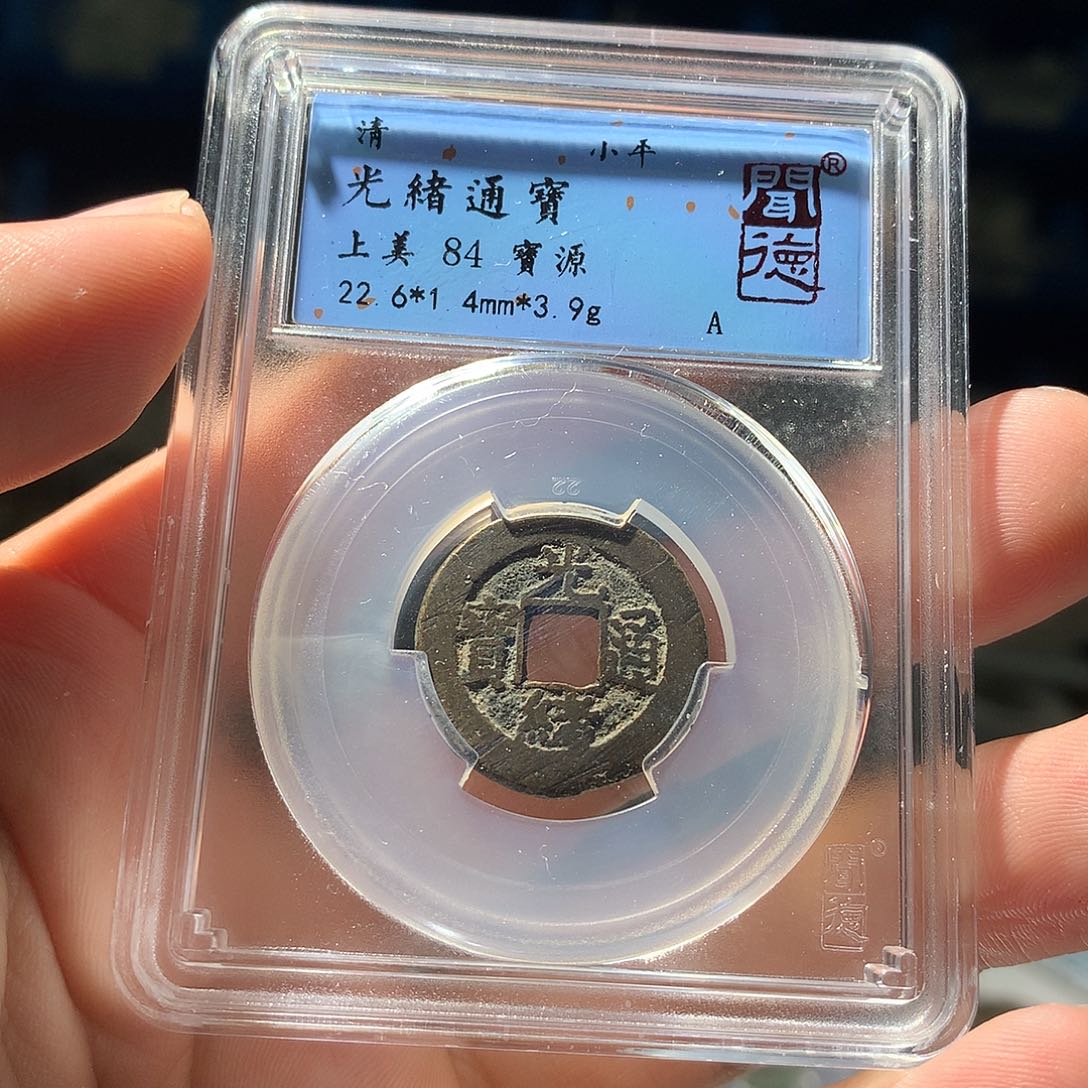 清 小平
光緒通寶
上美 84 寶源
22.6*1.4mm*3.9g
A
聞德®
22
光緒通寶
聞德